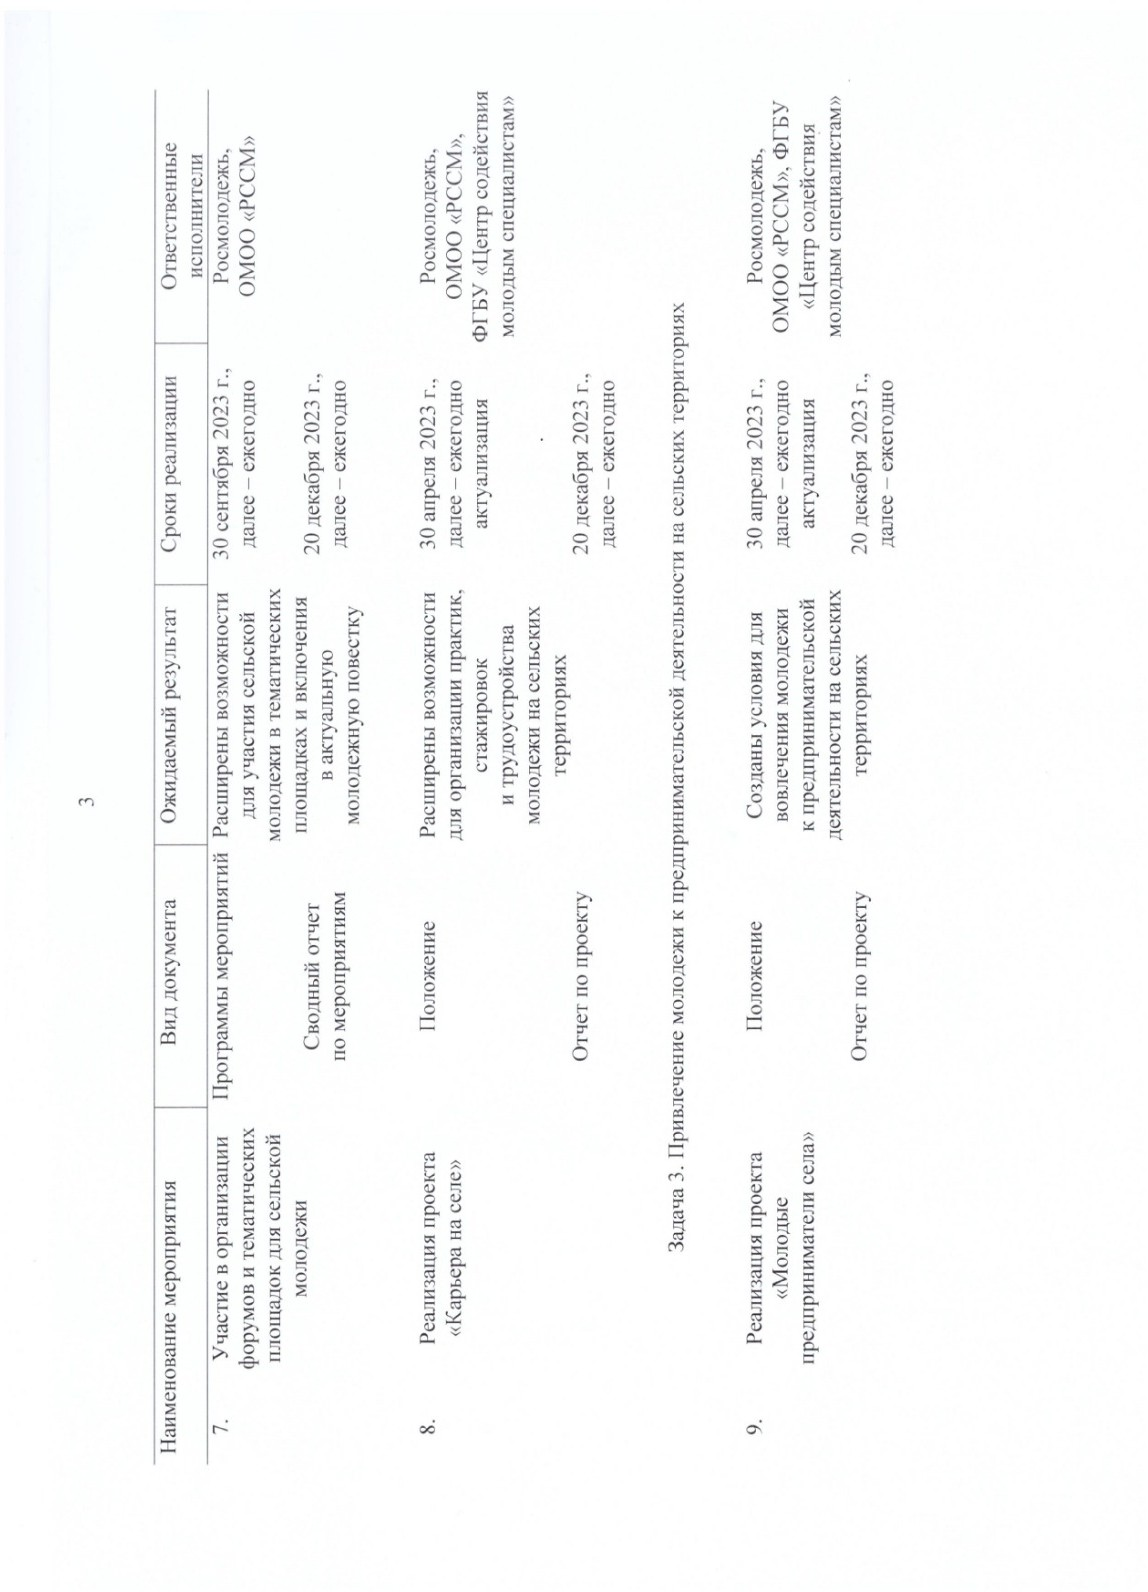 3
Наименование мероприятия
Вид документа
Ожидаемый результат
Сроки реализации
Ответственные
исполнители
7.
Участие в организации
форумов и тематических
площадок для сельской
молодежи
Программы мероприятий
Сводный отчет
по мероприятиям
Расширены возможности
для участия сельской
молодежи в тематических
площадках и включения
в актуальную
молодежную повестку
30 сентября 2023 г.,
далее – ежегодно
20 декабря 2023 г.,
далее – ежегодно
Росмолодежь,
ОМОО «РССМ»
8.
Реализация проекта
«Карьера на селе»
Положение
Отчет по проекту
Расширены возможности
для организации практик,
стажировок
и трудоустройства
молодежи на сельских
территориях
30 апреля 2023 г.,
далее – ежегодно
актуализация
20 декабря 2023 г.,
далее – ежегодно
Росмолодежь,
ОМОО «РССМ»,
ФГБУ «Центр содействия
молодым специалистам»
Задача 3. Привлечение молодежи к предпринимательской деятельности на сельских территориях
9.
Реализация проекта
«Молодые
предприниматели села»
Положение
Отчет по проекту
Созданы условия для
вовлечения молодежи
к предпринимательской
деятельности на сельских
территориях
30 апреля 2023 г.,
далее – ежегодно
актуализация
20 декабря 2023 г.,
далее – ежегодно
Росмолодежь,
ОМОО «РССМ», ФГБУ
«Центр содействия
молодым специалистам»